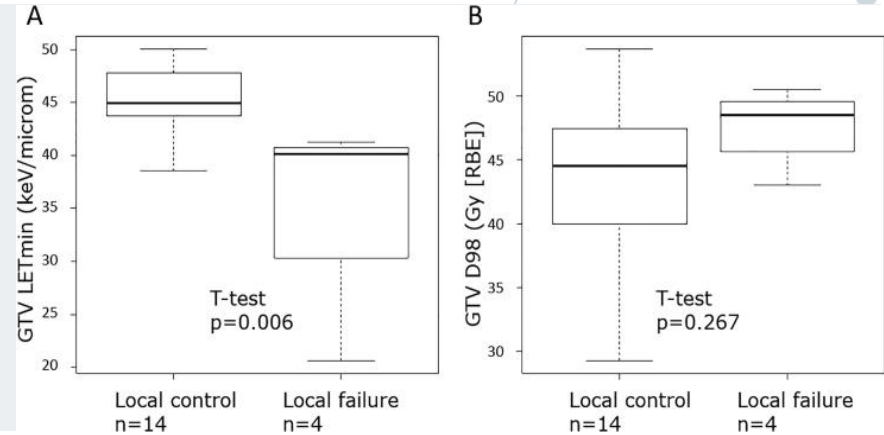 A
GTV LETmin (keV/microm)
50
45
40
35
30
25
20
T-test
p=0.006
Local control
n=14
Local failure
n=4
B
GTV D98 (Gy [RBE])
50
45
40
35
30
T-test
p=0.267
Local control
n=14
Local failure
n=4